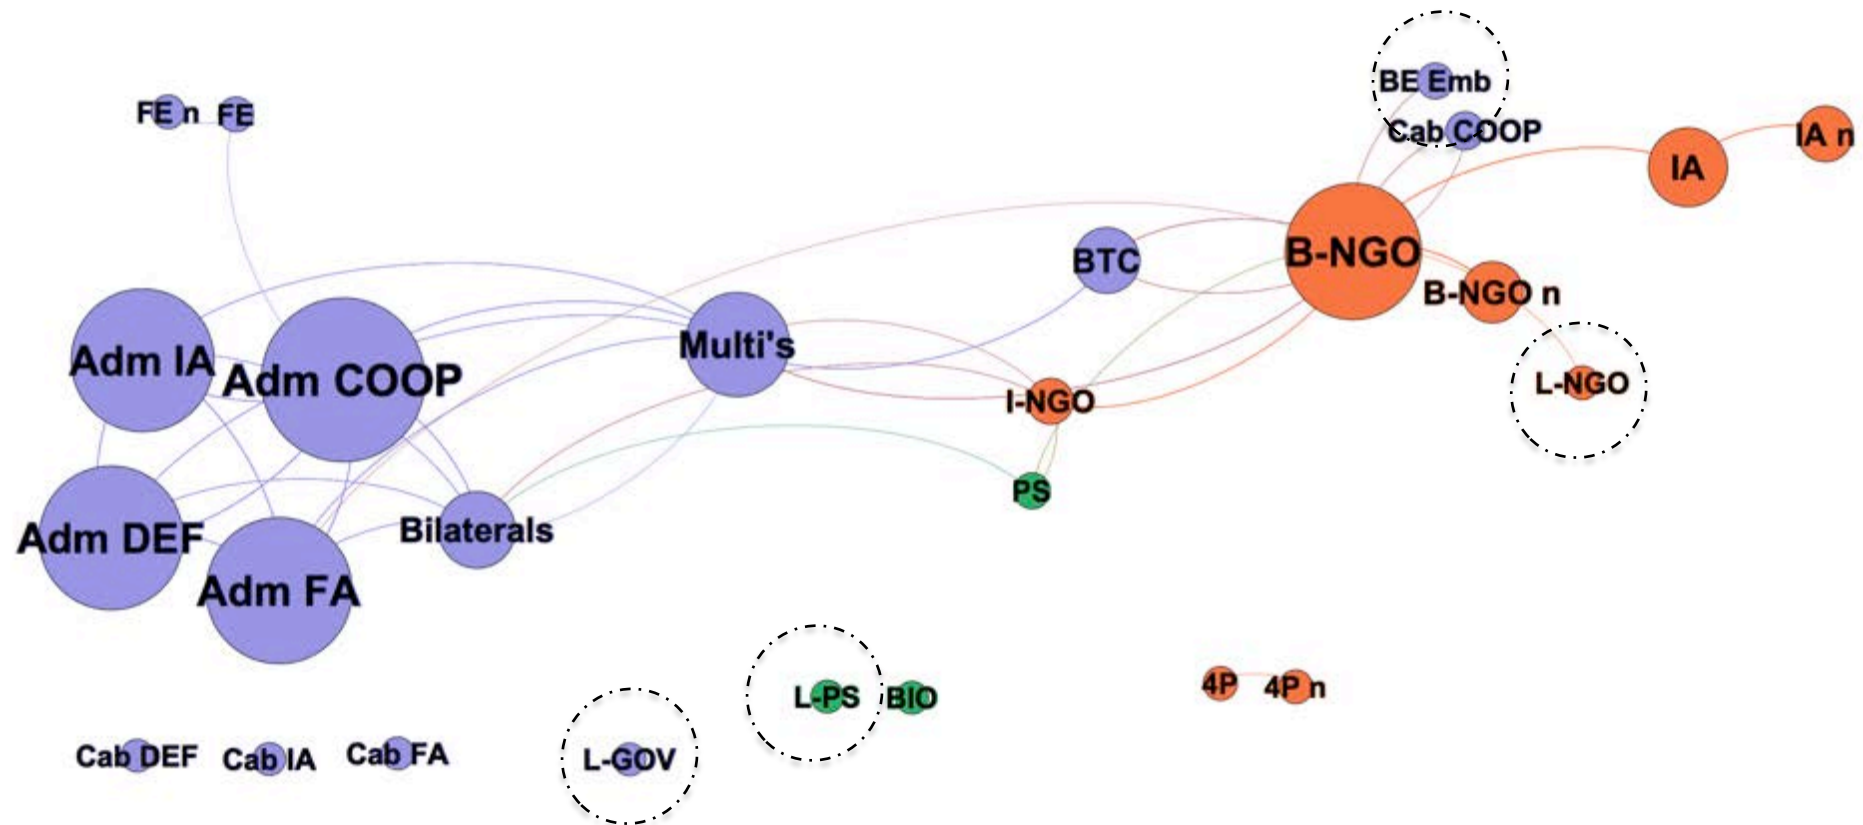 BE Emb
FE n
FE
Cab COOP
IA n
IA
B-NGO
BTC
B-NGO n
Multi's
Adm IA
Adm COOP
L-NGO
I-NGO
PS
Bilaterals
Adm DEF
Adm FA
4P
4P n
L-PS
BIO
Cab DEF
Cab IA
Cab FA
L-GOV